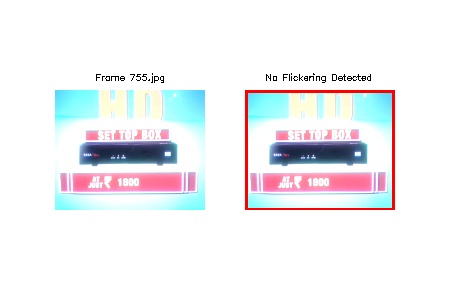 Frame 755.jpg
No Flickering Detected
HD
SET TOP BOX
AT JUST ₹ 1800
HD
SET TOP BOX
AT JUST ₹ 1800